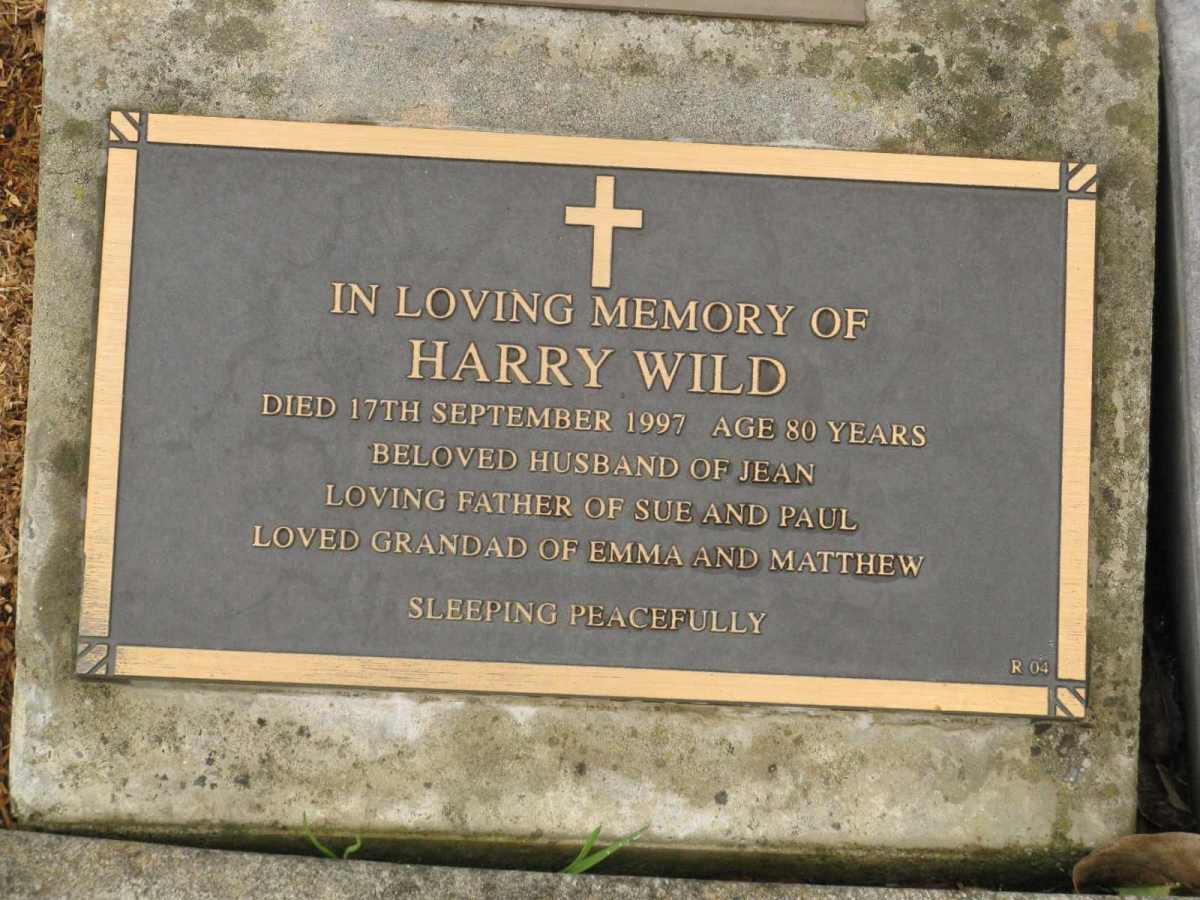 IN LOVING MEMORY OF
HARRY WILD
DIED 17TH SEPTEMBER 1997 AGE 80 YEARS
BELOVED HUSBAND OF JEAN
LOVING FATHER OF SUE AND PAUL
LOVED GRANDAD OF EMMA AND MATTHEW
SLEEPING PEACEFULLY
R 04